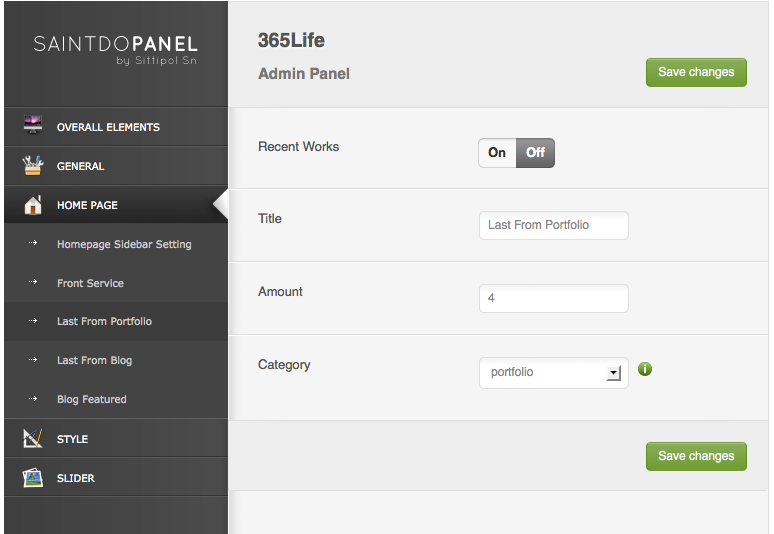 SAINTDOPANEL
by Sittipol Sn
OVERALL ELEMENTS
GENERAL
HOME PAGE
Homepage Sidebar Setting
Front Service
Last From Portfolio
Last From Blog
Blog Featured
STYLE
SLIDER
365Life
Admin Panel
Save changes
Recent Works
On Off
Title
Last From Portfolio
Amount
4
Category
portfolio
i
Save changes